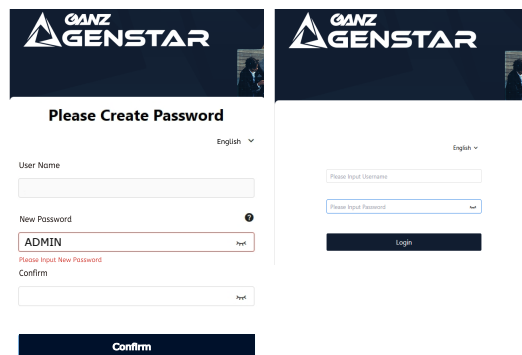 GANZ
GENSTAR
Please Create Password
English
User Name
New Password
?
ADMIN
Please Input New Password
Confirm
Confirm
GANZ
GENSTAR
English
Please Input Username
Please Input Password
Login